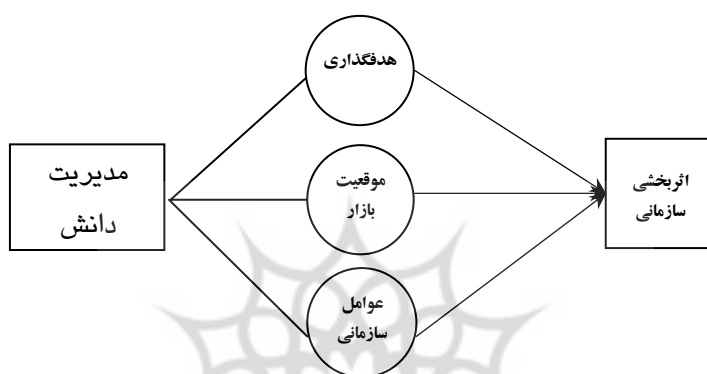 هدفگذاری
مدیریت
دانش
موقعیت
بازار
اثربخشی
سازمانی
عوامل
سازمانی